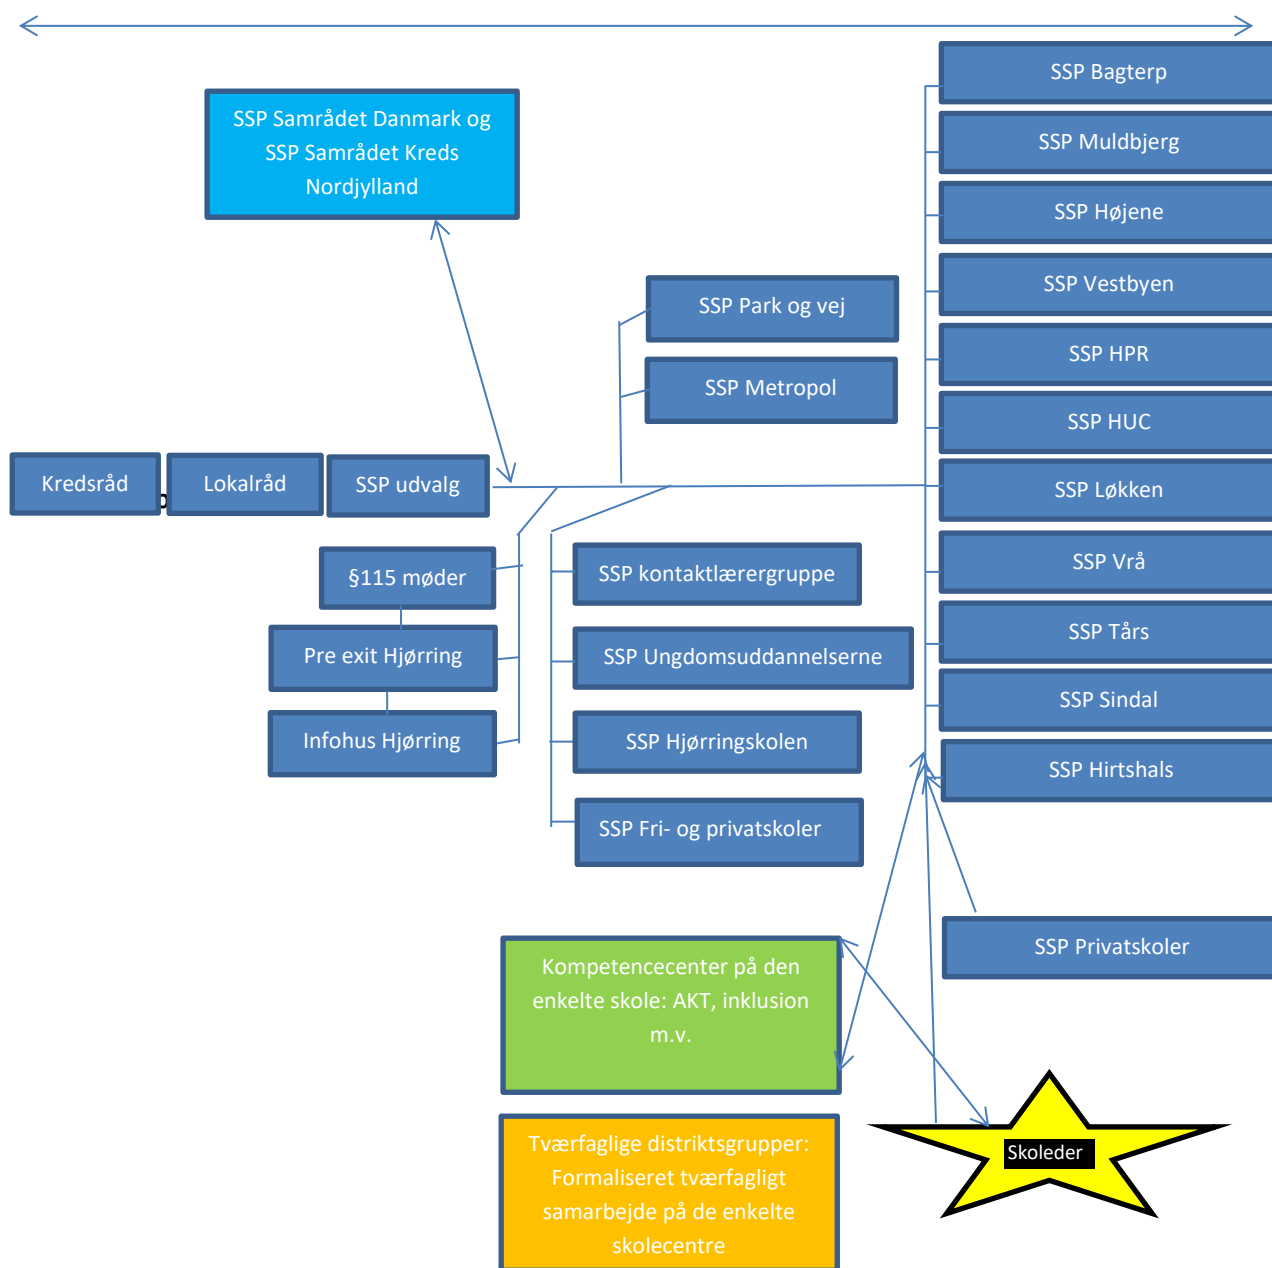 SSP Bagterp
SSP Samrådet Danmark og
SSP Samrådet Kreds
Nordjylland
SSP Muldbjerg
SSP Højene
SSP Vestbyen
SSP Park og vej
SSP HPR
SSP Metropol
SSP HUC
Kredsråd
Lokalråd
SSP udvalg
SSP Løkken
§115 møder
SSP kontaktlærergruppe
SSP Vrå
Pre exit Hjørring
SSP Ungdomsuddannelserne
SSP Tårs
SSP Sindal
Infohus Hjørring
SSP Hjørringskolen
SSP Hirtshals
SSP Fri- og privatskoler
SSP Privatskoler
Kompetencecenter på den
enkelte skole: AKT, inklusion
m.v.
Tværfaglige distriktsgrupper:
Formaliseret tværfagligt
samarbejde på de enkelte
skolecentre
Skoleder